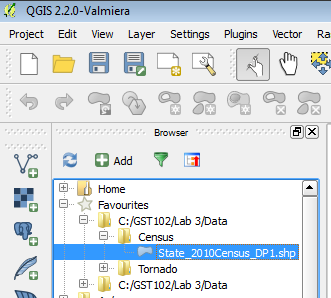 QGIS 2.2.0-Valmiera
Project Edit View Layer Settings Plugins Vector Ra
Browser
Add
Home
Favourites
C:/GST102/Lab 3/Data
Census
State_2010Census_DP1.shp
Tornado
C:/GST102/Lab 3/Data